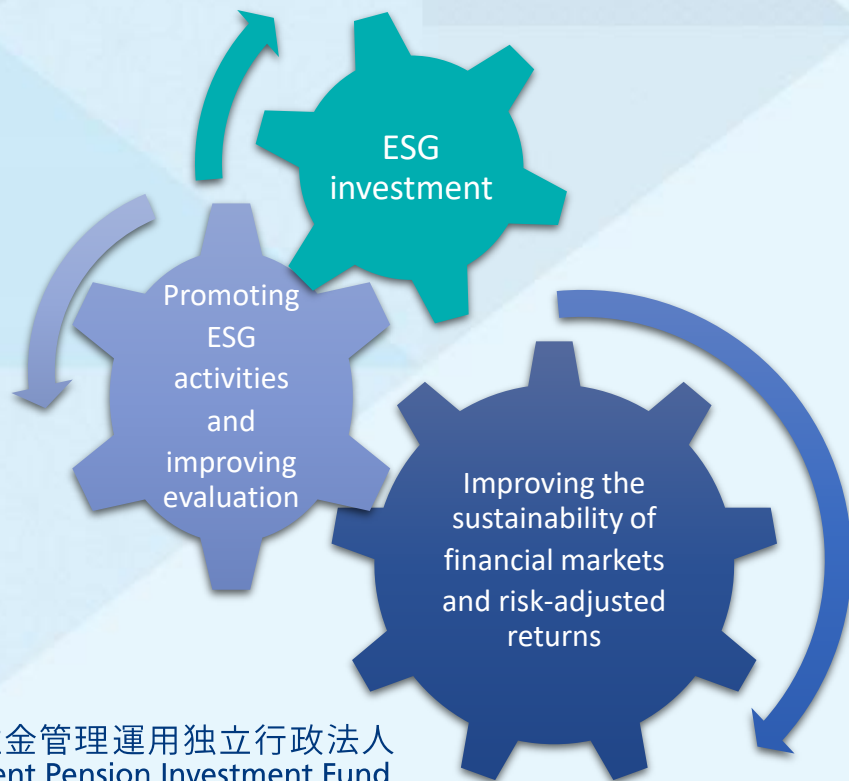 ESG
investment
Promoting
ESG
activities
and
improving
evaluation
Improving the
sustainability of
financial markets
and risk-adjusted
returns
金管理運用独立行政法人
Pension Investment Fund